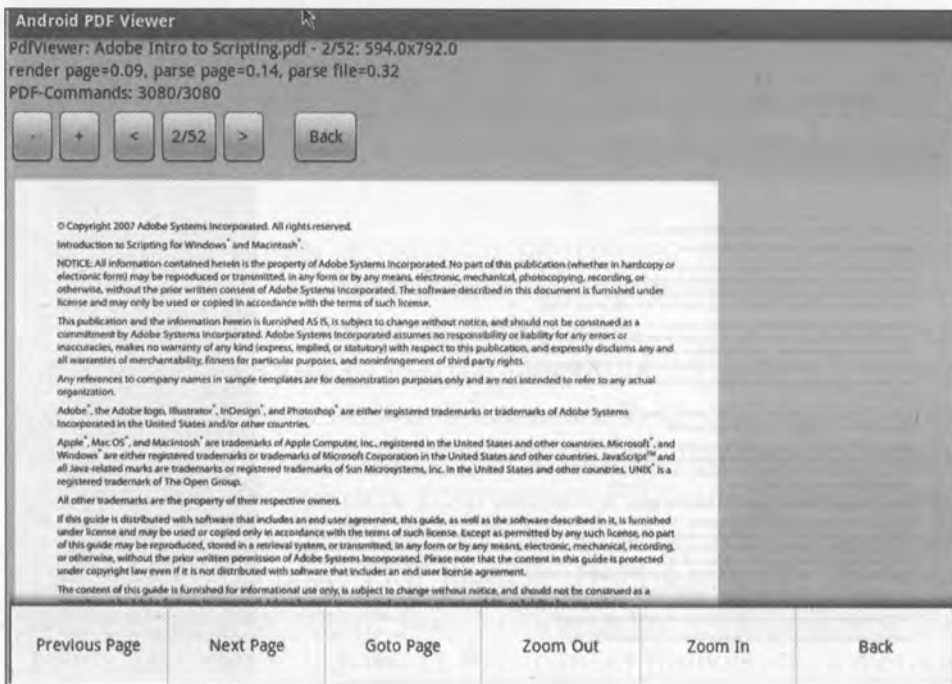 Android PDF Viewer
PdfViewer: Adobe Intro to Scripting.pdf - 2/52: 594.0x792.0
render page=0.09, parse page=0.14, parse file=0.32
PDF-Commands: 3080/3080
- + < 2/52 > Back
© Copyright 2007 Adobe Systems Incorporated. All rights reserved.
Introduction to Scripting for Windows® and Macintosh®.
NOTICE: All information contained herein is the property of Adobe Systems Incorporated. No part of this publication (whether in hardcopy or
electronic form) may be reproduced or transmitted, in any form or by any means, electronic, mechanical, photocopying, recording, or
otherwise, without the prior written consent of Adobe Systems Incorporated. The software described in this document is furnished under
license and may only be used or copied in accordance with the terms of such license.
This publication and the information herein is furnished AS IS, is subject to change without notice, and should not be construed as a
commitment by Adobe Systems Incorporated. Adobe Systems Incorporated assumes no responsibility or liability for any errors or
inaccuracies, makes no warranty of any kind (express, implied, or statutory) with respect to this publication, and expressly disclaims any and
all warranties of merchantability, fitness for particular purposes, and noninfringement of third party rights.
Any references to company names in sample templates are for demonstration purposes only and are not intended to refer to any actual
organization.
Adobe®, the Adobe logo, Illustrator®, InDesign®, and Photoshop® are either registered trademarks or trademarks of Adobe Systems
Incorporated in the United States and/or other countries.
Apple®, Mac OS®, and Macintosh® are trademarks of Apple Computer, Inc., registered in the United States and other countries. Microsoft®, and
Windows® are either registered trademarks or trademarks of Microsoft Corporation in the United States and other countries. JavaScript™ and
all Java-related marks are trademarks or registered trademarks of Sun Microsystems, Inc. in the United States and other countries. UNIX® is a
registered trademark of The Open Group.
All other trademarks are the property of their respective owners.
If this guide is distributed with software that includes an end user agreement, this guide, as well as the software described in it, is furnished
under license and may be used or copied only in accordance with the terms of such license. Except as permitted by any such license, no part
of this guide may be reproduced, stored in a retrieval system, or transmitted, in any form or by any means, electronic, mechanical, recording,
or otherwise, without the prior written permission of Adobe Systems Incorporated. Please note that the content in this guide is protected
under copyright law even if it is not distributed with software that includes an end user license agreement.
The content of this guide is furnished for informational use only, is subject to change without notice, and should not be construed as a
Previous Page Next Page Goto Page Zoom Out Zoom In Back